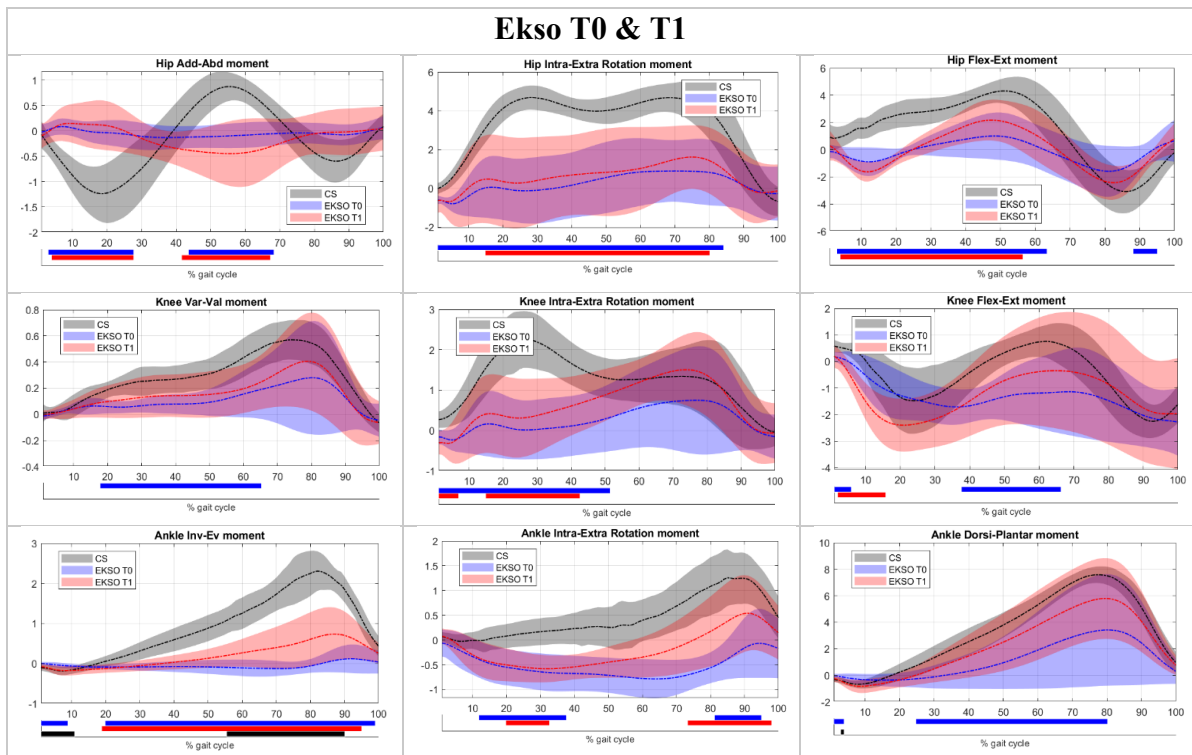 Ekso T0 & T1
Hip Add-Abd moment
1
0.5
0
-0.5
-1
-1.5
-2
CS
EKSO T0
EKSO T1
10 20 30 40 50 60 70 80 90 100
% gait cycle
Hip Intra-Extra Rotation moment
6
4
2
0
-2
CS
EKSO T0
EKSO T1
10 20 30 40 50 60 70 80 90 100
% gait cycle
Hip Flex-Ext moment
6
4
2
0
-2
-4
-6
CS
EKSO T0
EKSO T1
10 20 30 40 50 60 70 80 90 100
% gait cycle
Knee Var-Val moment
0.8
0.6
0.4
0.2
0
-0.2
-0.4
CS
EKSO T0
EKSO T1
10 20 30 40 50 60 70 80 90 100
% gait cycle
Knee Intra-Extra Rotation moment
3
2
1
0
-1
CS
EKSO T0
EKSO T1
10 20 30 40 50 60 70 80 90 100
% gait cycle
Knee Flex-Ext moment
2
1
0
-1
-2
-3
-4
CS
EKSO T0
EKSO T1
10 20 30 40 50 60 70 80 90 100
% gait cycle
Ankle Inv-Ev moment
3
2
1
0
-1
CS
EKSO T0
EKSO T1
10 20 30 40 50 60 70 80 90 100
% gait cycle
Ankle Intra-Extra Rotation moment
2
1.5
1
0.5
0
-0.5
-1
CS
EKSO T0
EKSO T1
10 20 30 40 50 60 70 80 90 100
% gait cycle
Ankle Dorsi-Plantar moment
10
8
6
4
2
0
-2
CS
EKSO T0
EKSO T1
10 20 30 40 50 60 70 80 90 100
% gait cycle